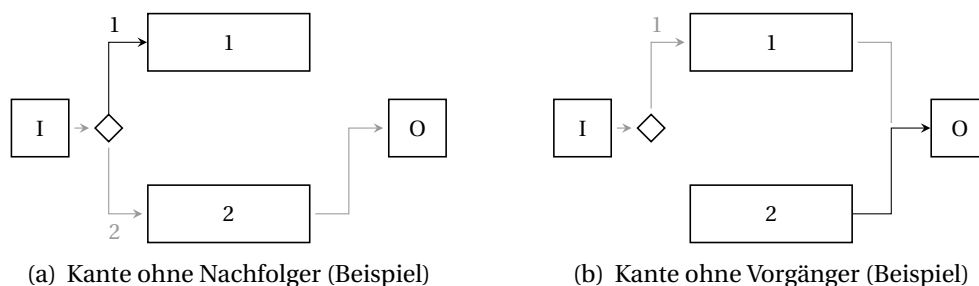 1
1
I
O
2
2
(a) Kante ohne Nachfolger (Beispiel)
1
1
I
O
2
(b) Kante ohne Vorgänger (Beispiel)